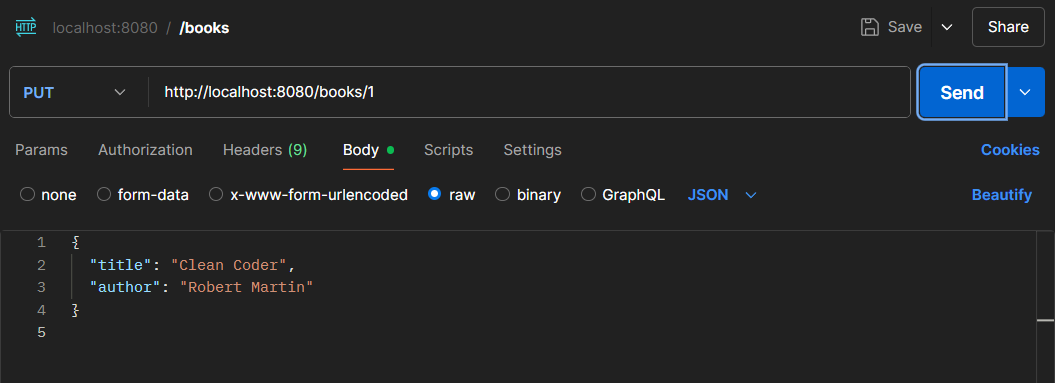 HTTP localhost:8080 / /books Save Share
PUT http://localhost:8080/books/1 Send
Params Authorization Headers (9) Body Scripts Settings Cookies
none form-data x-www-form-urlencoded raw binary GraphQL JSON Beautify
1 {
2 "title": "Clean Coder",
3 "author": "Robert Martin"
4 }
5